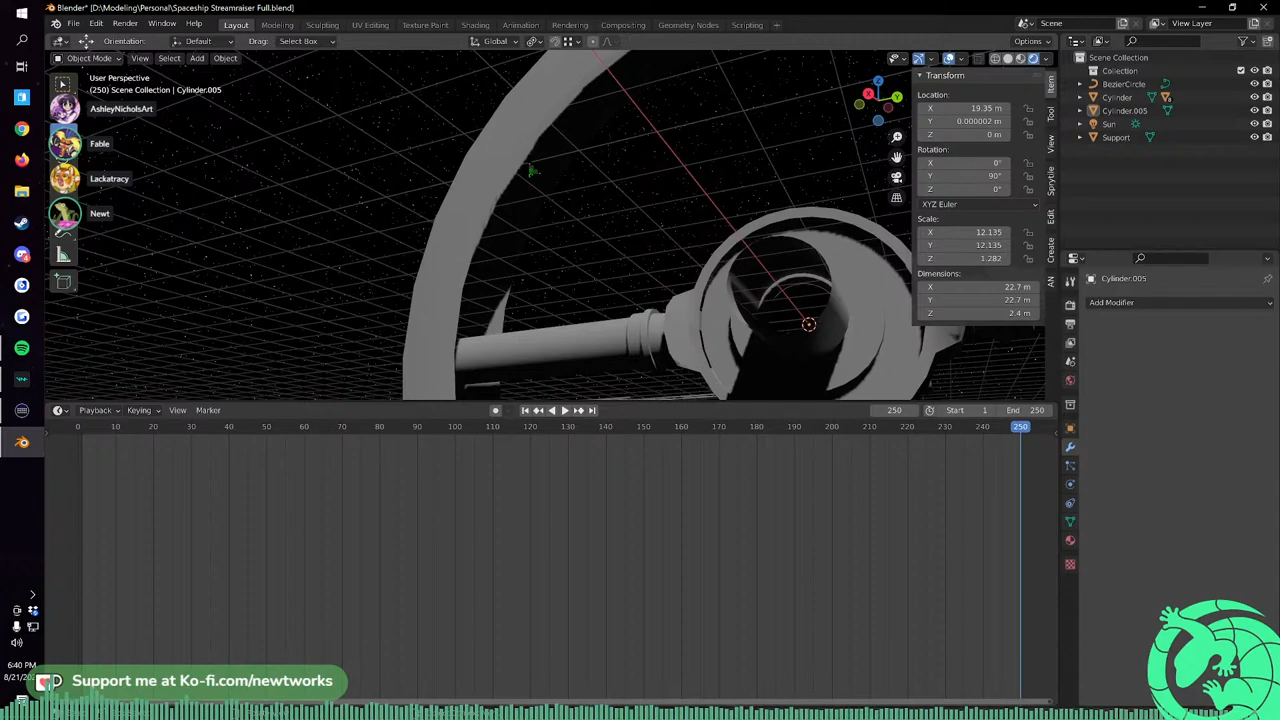 Blender* [D:\Modeling\Personal\Spaceship Streamraiser Full.blend]
File Edit Render Window Help Layout Modeling Sculpting UV Editing Texture Paint Shading Animation Rendering Compositing Geometry Nodes Scripting + Scene View Layer
Orientation: Default Drag: Select Box Global Options
Object Mode View Select Add Object
User Perspective
(250) Scene Collection | Cylinder.005
AshleyNicholsArt
Fable
Lackatracy
Newt
Z
X
Y
Transform
Location:
X 19.35 m
Y 0.000002 m
Z 0 m
Rotation:
X 0°
Y 90°
Z 0°
XYZ Euler
Scale:
X 12.135
Y 12.135
Z 1.282
Dimensions:
X 22.7 m
Y 22.7 m
Z 2.4 m
Item
Tool
View
Sprytile
Edit
Create
AN
Scene Collection
Collection
BezierCircle
Cylinder
Cylinder.005
Sun
Support
Cylinder.005
Add Modifier
Playback Keying View Marker 250 Start 1 End 250
0 10 20 30 40 50 60 70 80 90 100 110 120 130 140 150 160 170 180 190 200 210 220 230 240 250
6:40 PM
Support me at Ko-fi.com/newtworks